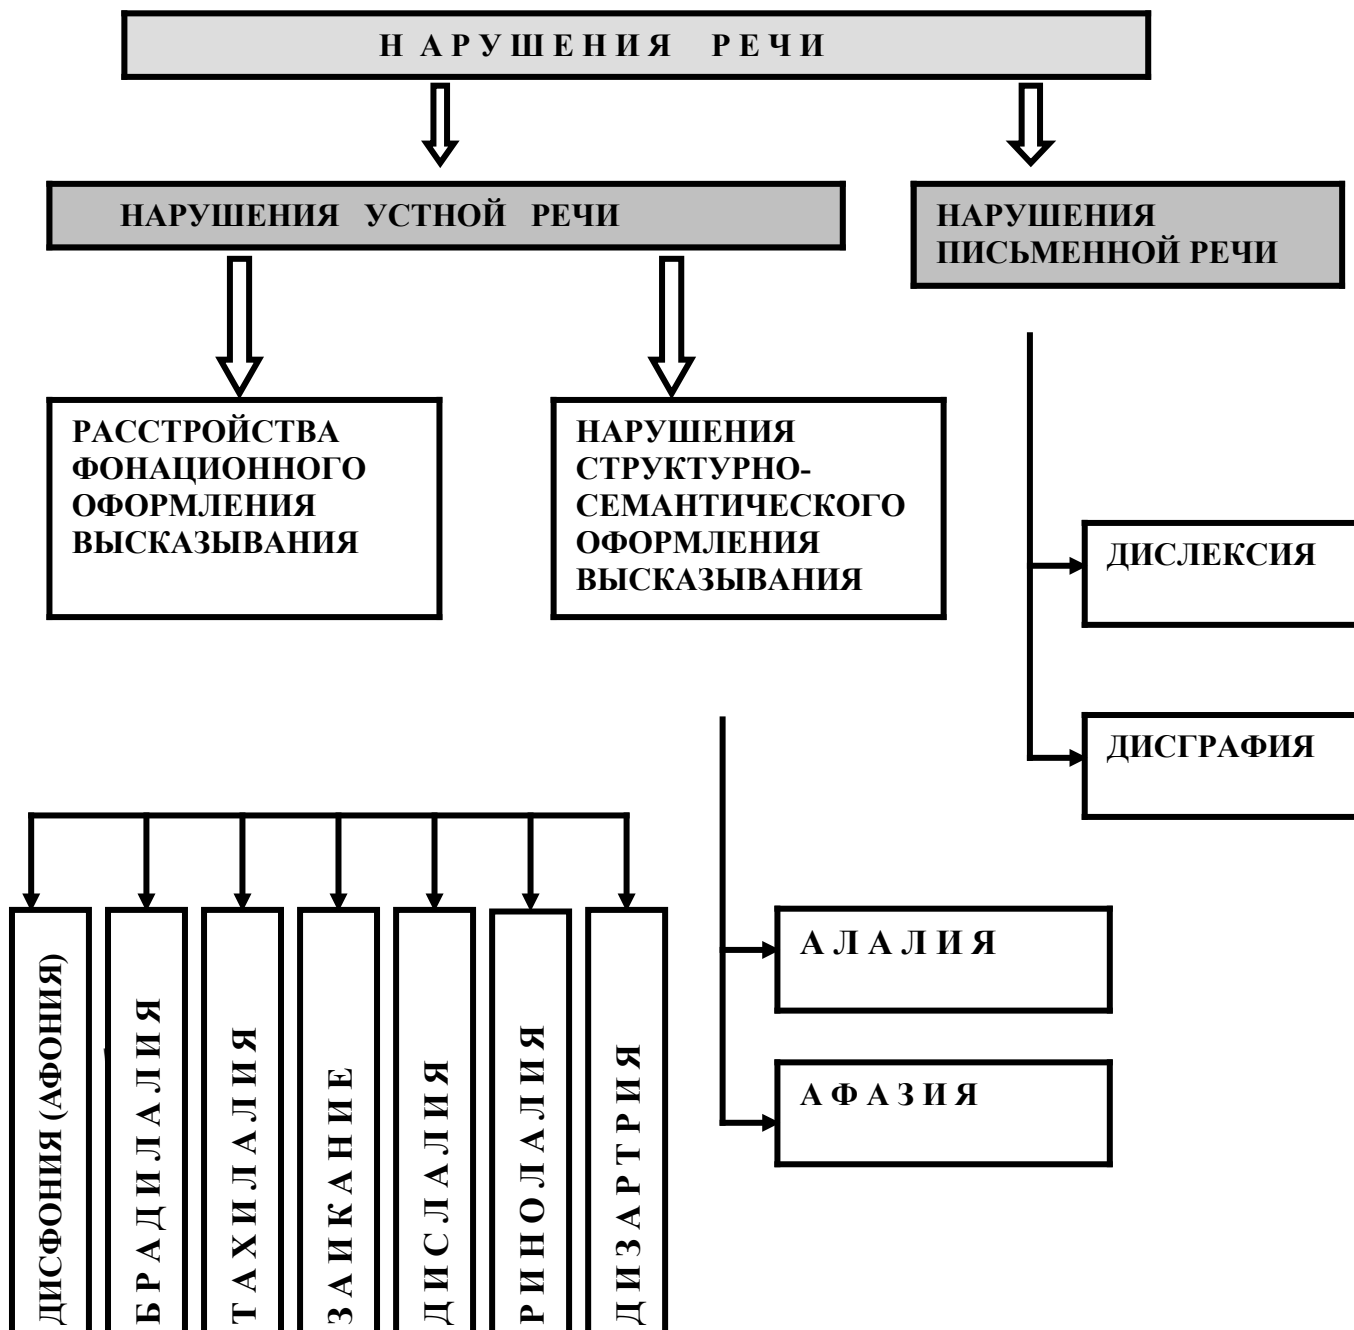 Н А Р У Ш Е Н И Я Р Е Ч И
НАРУШЕНИЯ УСТНОЙ РЕЧИ
НАРУШЕНИЯ
ПИСЬМЕННОЙ РЕЧИ
РАССТРОЙСТВА
ФОНАЦИОННОГО
ОФОРМЛЕНИЯ
ВЫСКАЗЫВАНИЯ
НАРУШЕНИЯ
СТРУКТУРНО-
СЕМАНТИЧЕСКОГО
ОФОРМЛЕНИЯ
ВЫСКАЗЫВАНИЯ
ДИСЛЕКСИЯ
ДИСГРАФИЯ
ДИСФОНИЯ (АФОНИЯ)
Б Р А Д И Л А Л И Я
Т А Х И Л А Л И Я
З А И К А Н И Е
Д И С Л А Л И Я
Р И Н О Л А Л И Я
Д И З А Р Т Р И Я
А Л А Л И Я
А Ф А З И Я